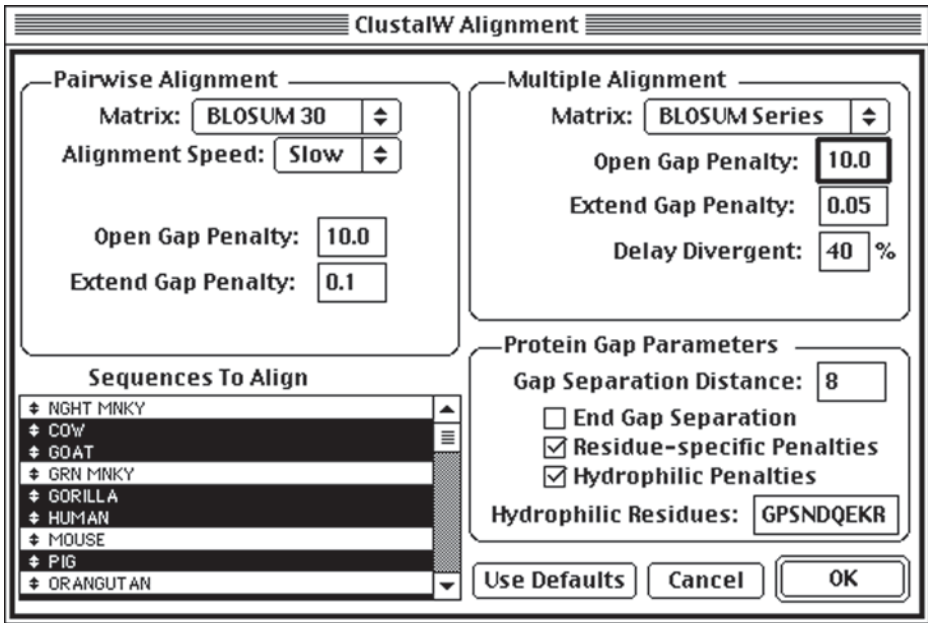 ClustalW Alignment
Pairwise Alignment
Matrix: BLOSUM 30
Alignment Speed: Slow
Open Gap Penalty: 10.0
Extend Gap Penalty: 0.1
Multiple Alignment
Matrix: BLOSUM Series
Open Gap Penalty: 10.0
Extend Gap Penalty: 0.05
Delay Divergent: 40 %
Sequences To Align
NGHT MNKY
COW
GOAT
GRN MNKY
GORILLA
HUMAN
MOUSE
PIG
ORANGUTAN
Protein Gap Parameters
Gap Separation Distance: 8
End Gap Separation
Residue-specific Penalties
Hydrophilic Penalties
Hydrophilic Residues: GPSNDQEKR
Use Defaults Cancel OK